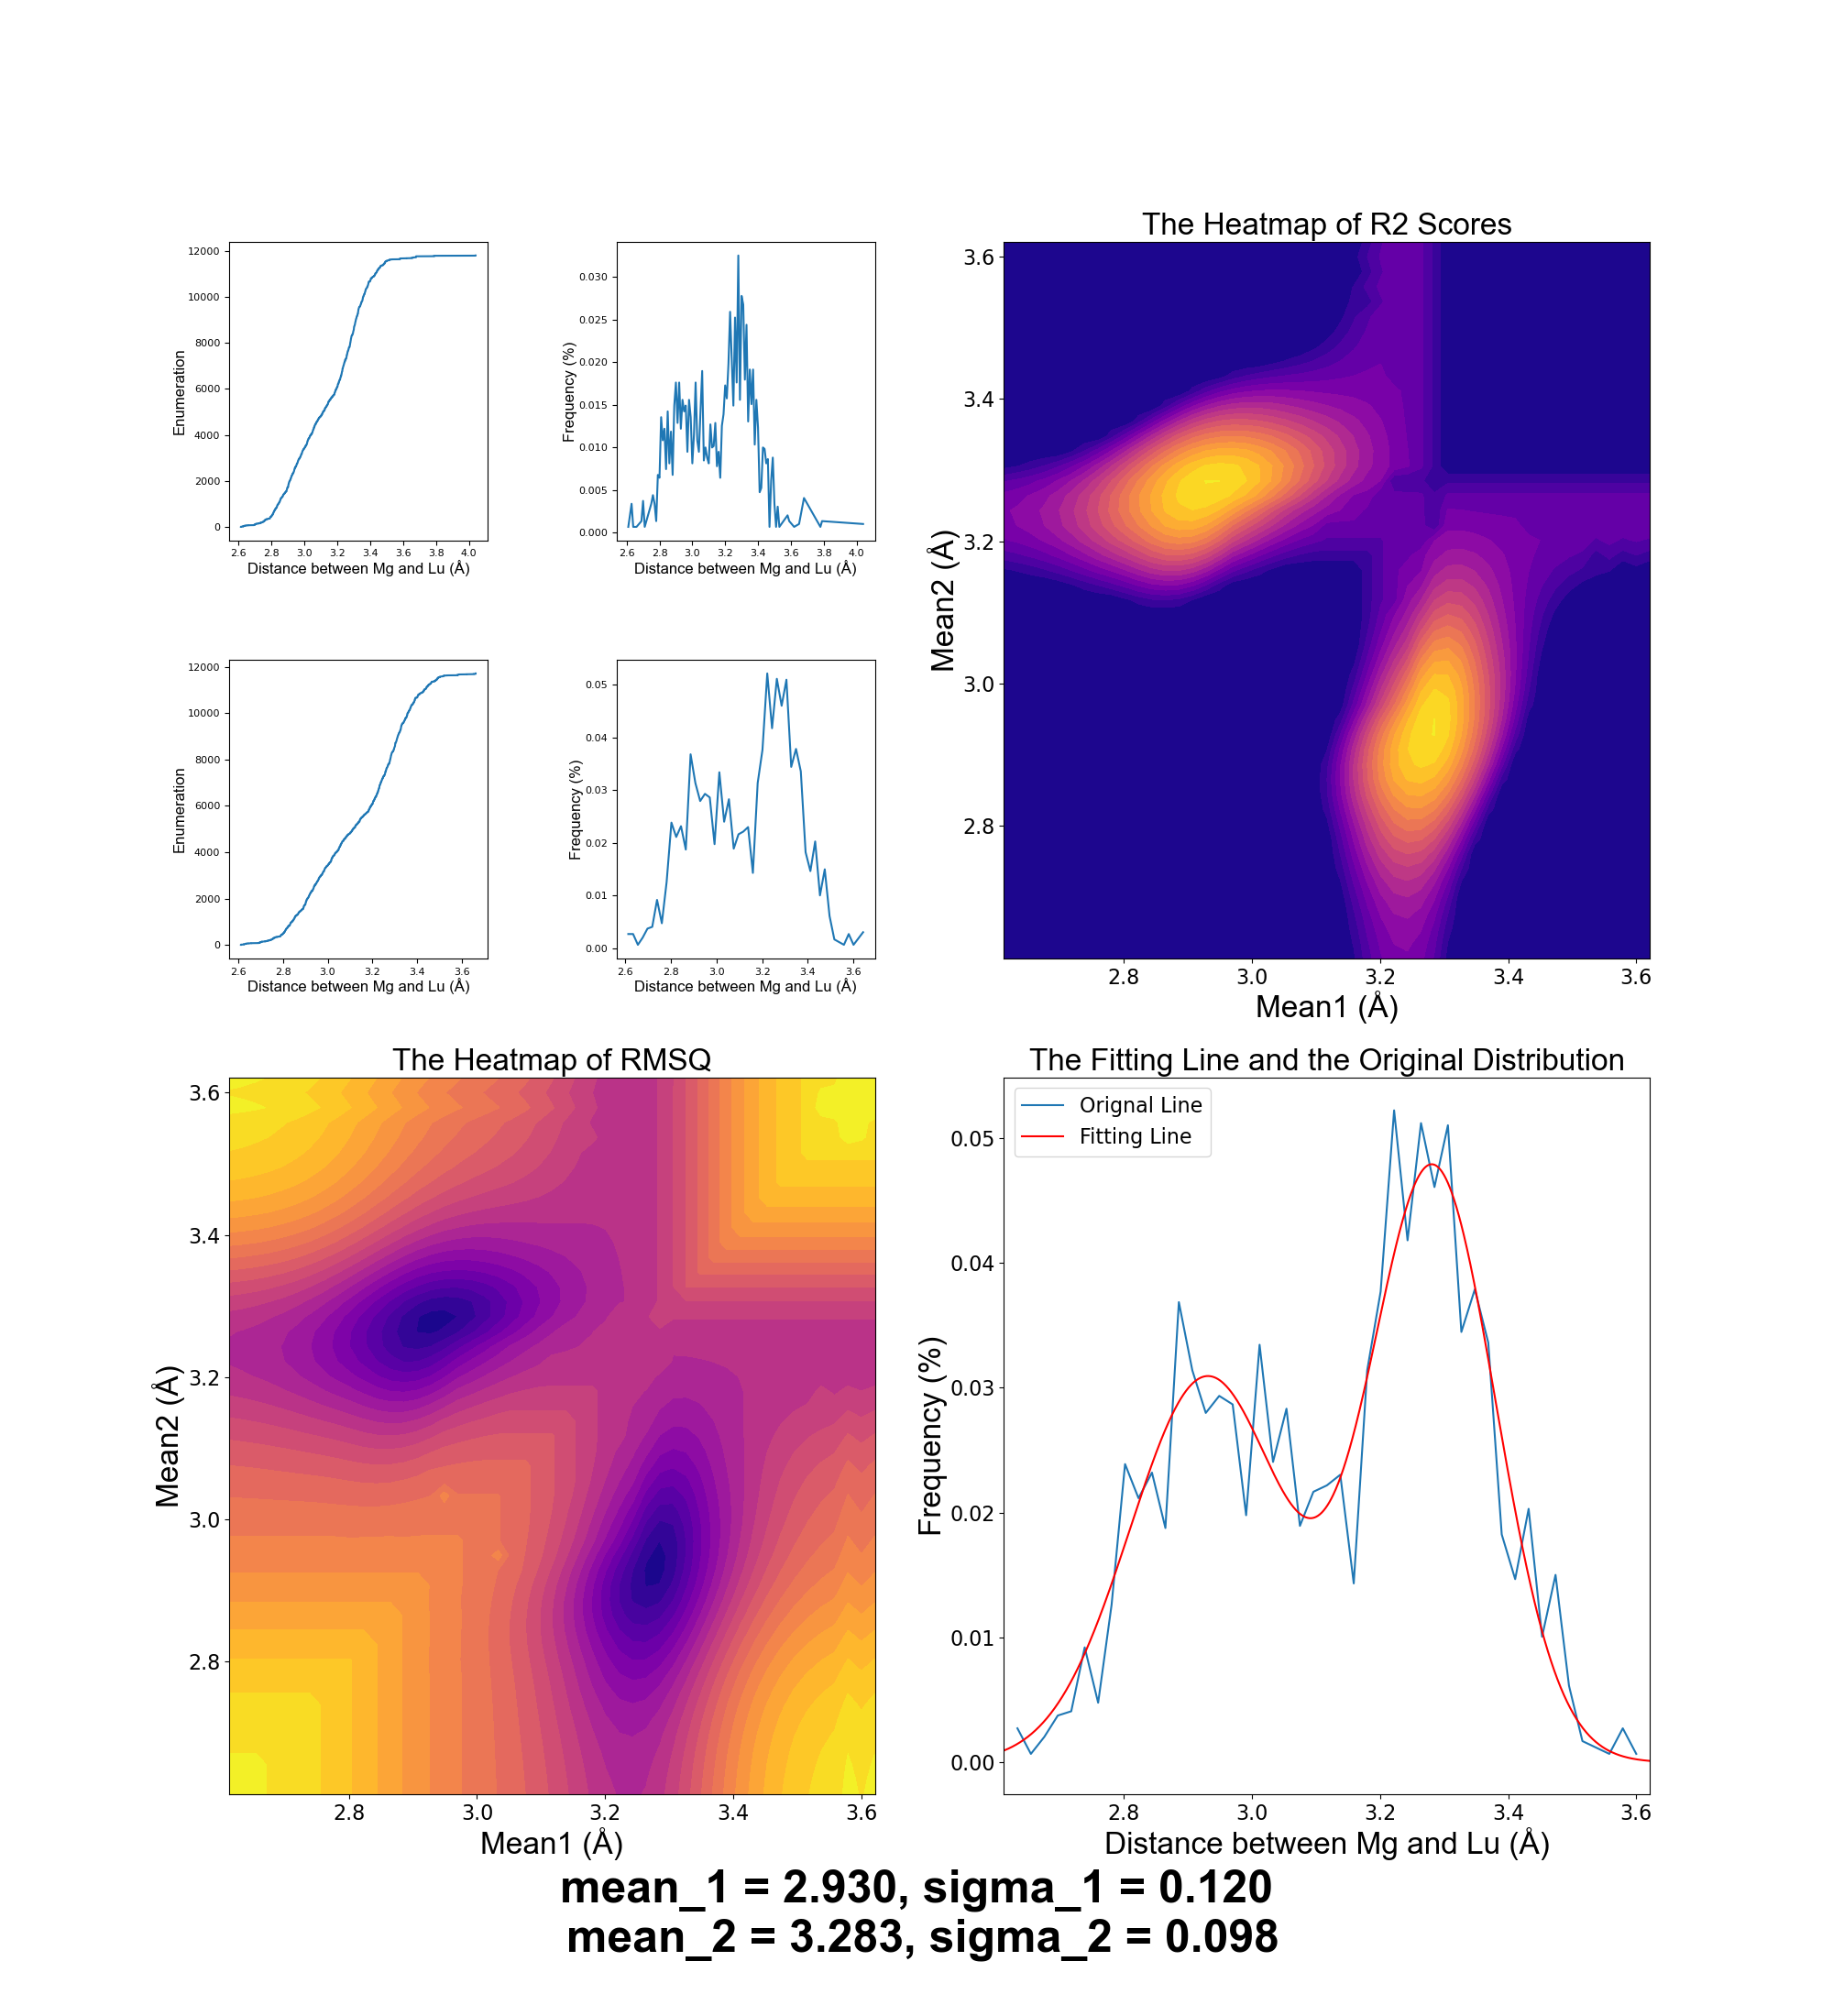 The Heatmap of R2 Scores
12000
10000
8000
6000
4000
2000
0
Enumeration
2.6 2.8 3.0 3.2 3.4 3.6 3.8 4.0
Distance between Mg and Lu (Å)
0.030
0.025
0.020
0.015
0.010
0.005
0.000
Frequency (%)
2.6 2.8 3.0 3.2 3.4 3.6 3.8 4.0
Distance between Mg and Lu (Å)
12000
10000
8000
6000
4000
2000
0
Enumeration
2.6 2.8 3.0 3.2 3.4 3.6
Distance between Mg and Lu (Å)
0.05
0.04
0.03
0.02
0.01
0.00
Frequency (%)
2.6 2.8 3.0 3.2 3.4 3.6
Distance between Mg and Lu (Å)
3.6
3.4
3.2
3.0
2.8
Mean2 (Å)
2.8 3.0 3.2 3.4 3.6
Mean1 (Å)
The Heatmap of RMSQ
3.6
3.4
3.2
3.0
2.8
Mean2 (Å)
2.8 3.0 3.2 3.4 3.6
Mean1 (Å)
The Fitting Line and the Original Distribution
Orignal Line
Fitting Line
0.05
0.04
0.03
0.02
0.01
0.00
Frequency (%)
2.8 3.0 3.2 3.4 3.6
Distance between Mg and Lu (Å)
mean_1 = 2.930, sigma_1 = 0.120
mean_2 = 3.283, sigma_2 = 0.098